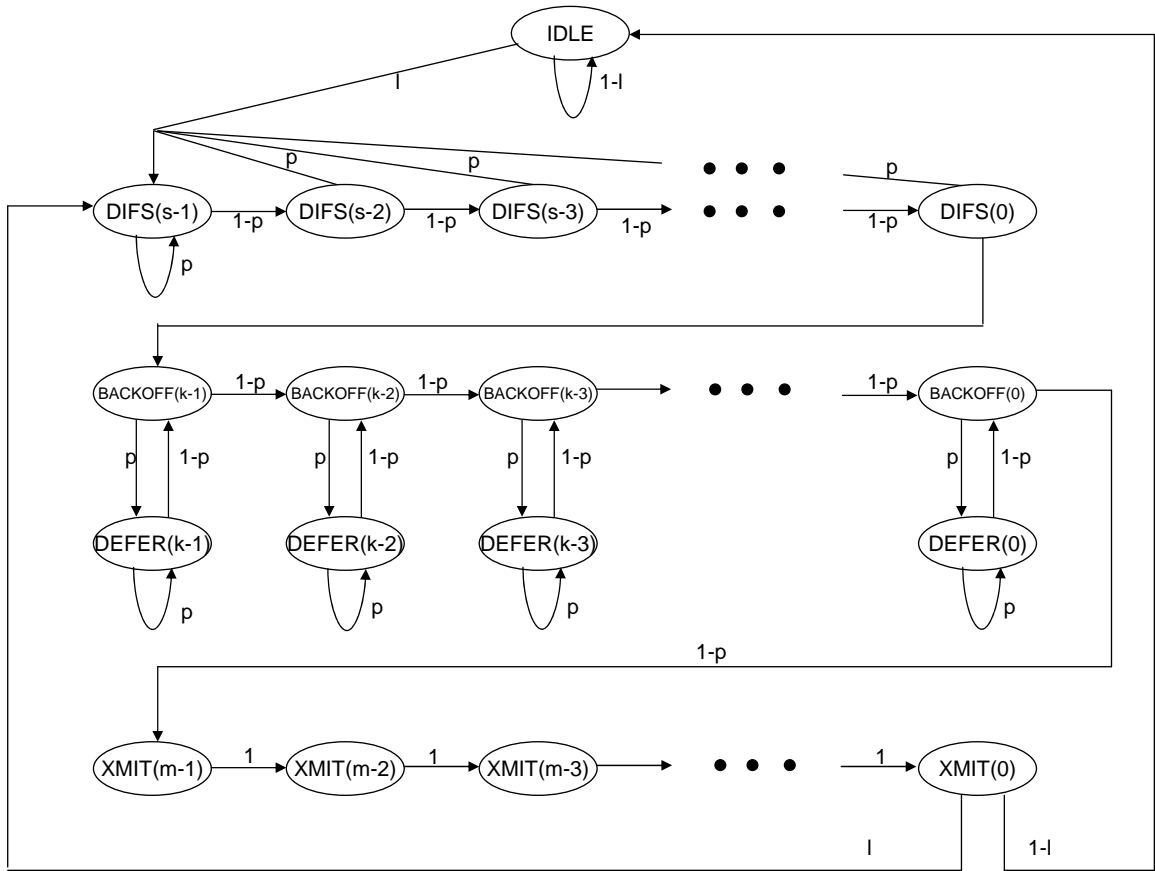 IDLE
l
1-l
p
p
p
DIFS(s-1)
1-p
DIFS(s-2)
1-p
DIFS(s-3)
1-p
1-p
DIFS(0)
p
BACKOFF(k-1)
1-p
BACKOFF(k-2)
1-p
BACKOFF(k-3)
1-p
BACKOFF(0)
p
1-p
p
1-p
p
1-p
p
1-p
DEFER(k-1)
DEFER(k-2)
DEFER(k-3)
DEFER(0)
p
p
p
p
1-p
XMIT(m-1)
1
XMIT(m-2)
1
XMIT(m-3)
1
XMIT(0)
l
1-l